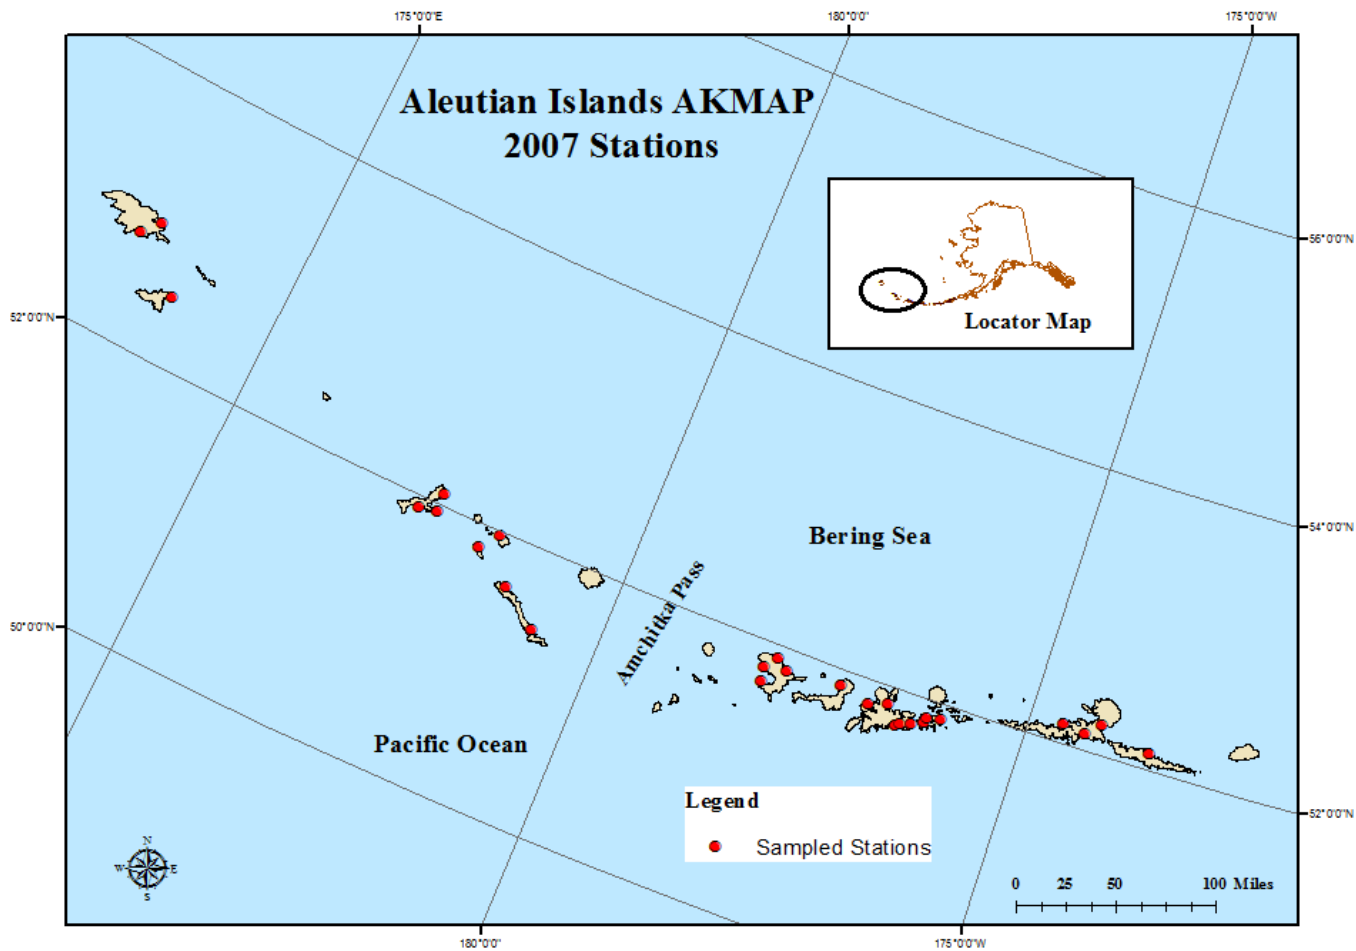 175°0'0"E
180°0'0"
175°0'0"W
Aleutian Islands AKMAP
2007 Stations
56°0'0"N
Locator Map
52°0'0"N
54°0'0"N
Bering Sea
Amchitka Pass
50°0'0"N
Pacific Ocean
Legend
Sampled Stations
52°0'0"N
N
W
E
S
0 25 50 100 Miles
180°0'0"
175°0'0"W